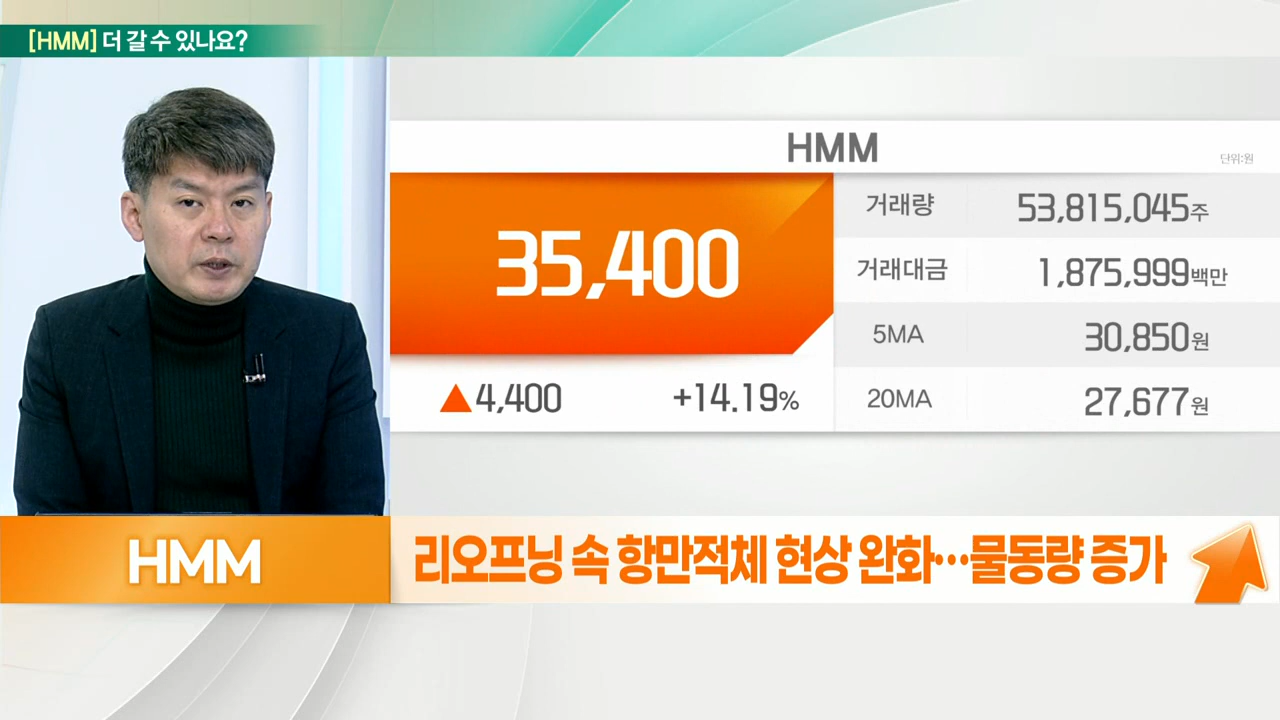 [HMM] 더 갈 수 있나요?
HMM
단위:원
35,400
▲4,400 +14.19%
거래량 53,815,045주
거래대금 1,875,999백만
5MA 30,850원
20MA 27,677원
HMM
리오프닝 속 항만적체 현상 완화…물동량 증가